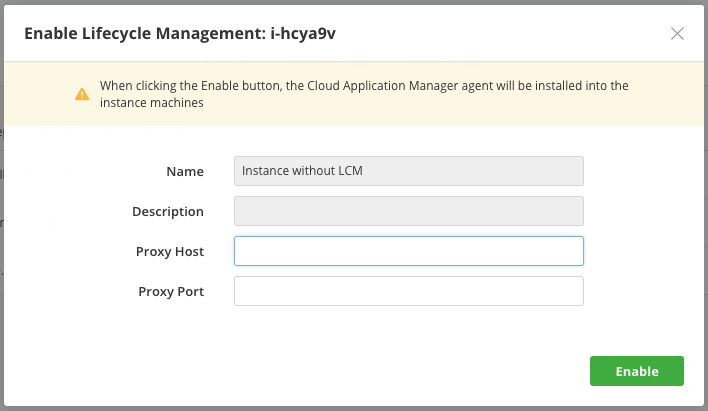 Enable Lifecycle Management: i-hcya9v
When clicking the Enable button, the Cloud Application Manager agent will be installed into the
instance machines
Name
Instance without LCM
Description
Proxy Host
Proxy Port
Enable